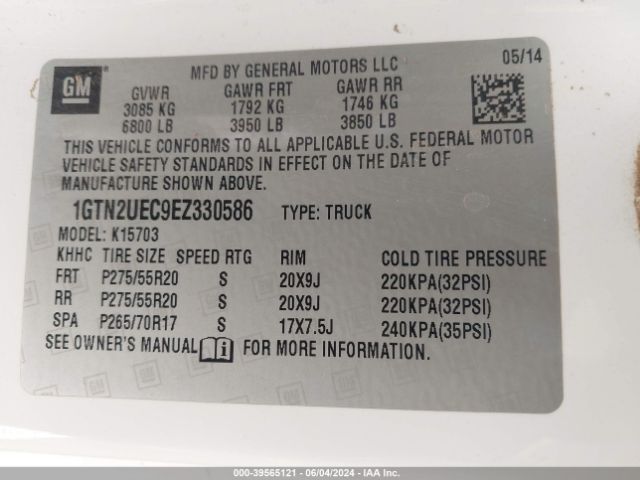 GM
MFD BY GENERAL MOTORS LLC 05/14
GVWR GAWR FRT GAWR RR
3085 KG 1792 KG 1746 KG
6800 LB 3950 LB 3850 LB
THIS VEHICLE CONFORMS TO ALL APPLICABLE U.S. FEDERAL MOTOR
VEHICLE SAFETY STANDARDS IN EFFECT ON THE DATE OF
MANUFACTURE SHOWN ABOVE.
1GTN2UEC9EZ330586 TYPE: TRUCK
MODEL: K15703
KHHC TIRE SIZE SPEED RTG RIM COLD TIRE PRESSURE
FRT P275/55R20 S 20X9J 220KPA(32PSI)
RR P275/55R20 S 20X9J 220KPA(32PSI)
SPA P265/70R17 S 17X7.5J 240KPA(35PSI)
SEE OWNER'S MANUAL i FOR MORE INFORMATION.
000-39565121 - 06/04/2024 - IAA Inc.